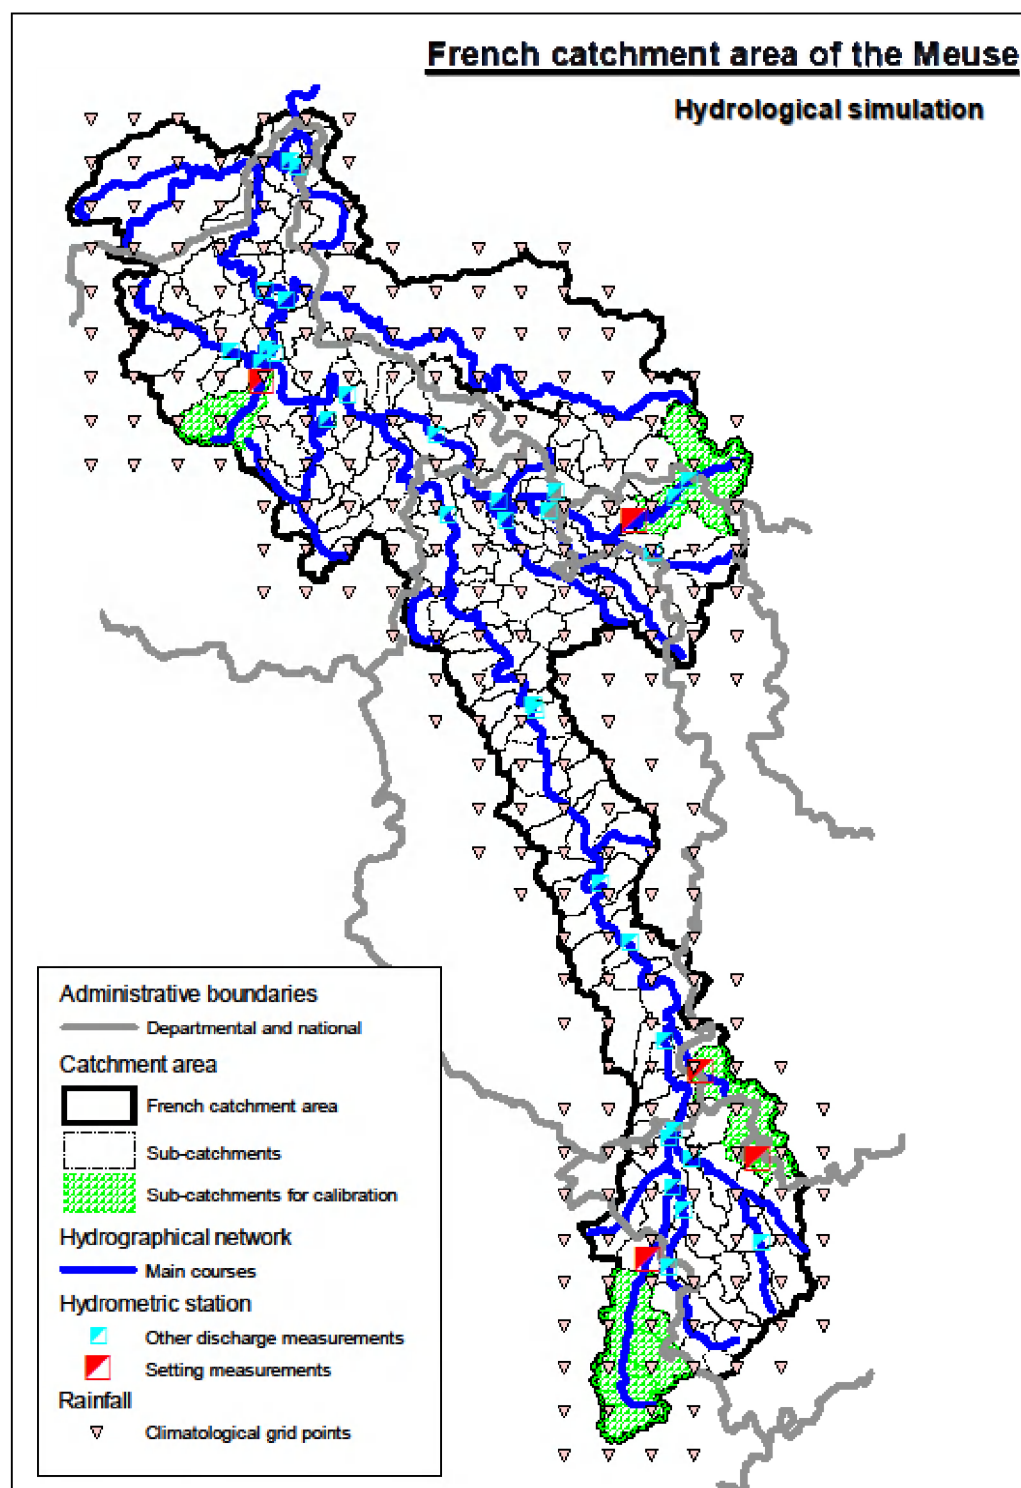 French catchment area of the Meuse
Hydrological simulation
Administrative boundaries
Departmental and national
Catchment area
French catchment area
Sub-catchments
Sub-catchments for calibration
Hydrographical network
Main courses
Hydrometric station
Other discharge measurements
Setting measurements
Rainfall
Climatological grid points